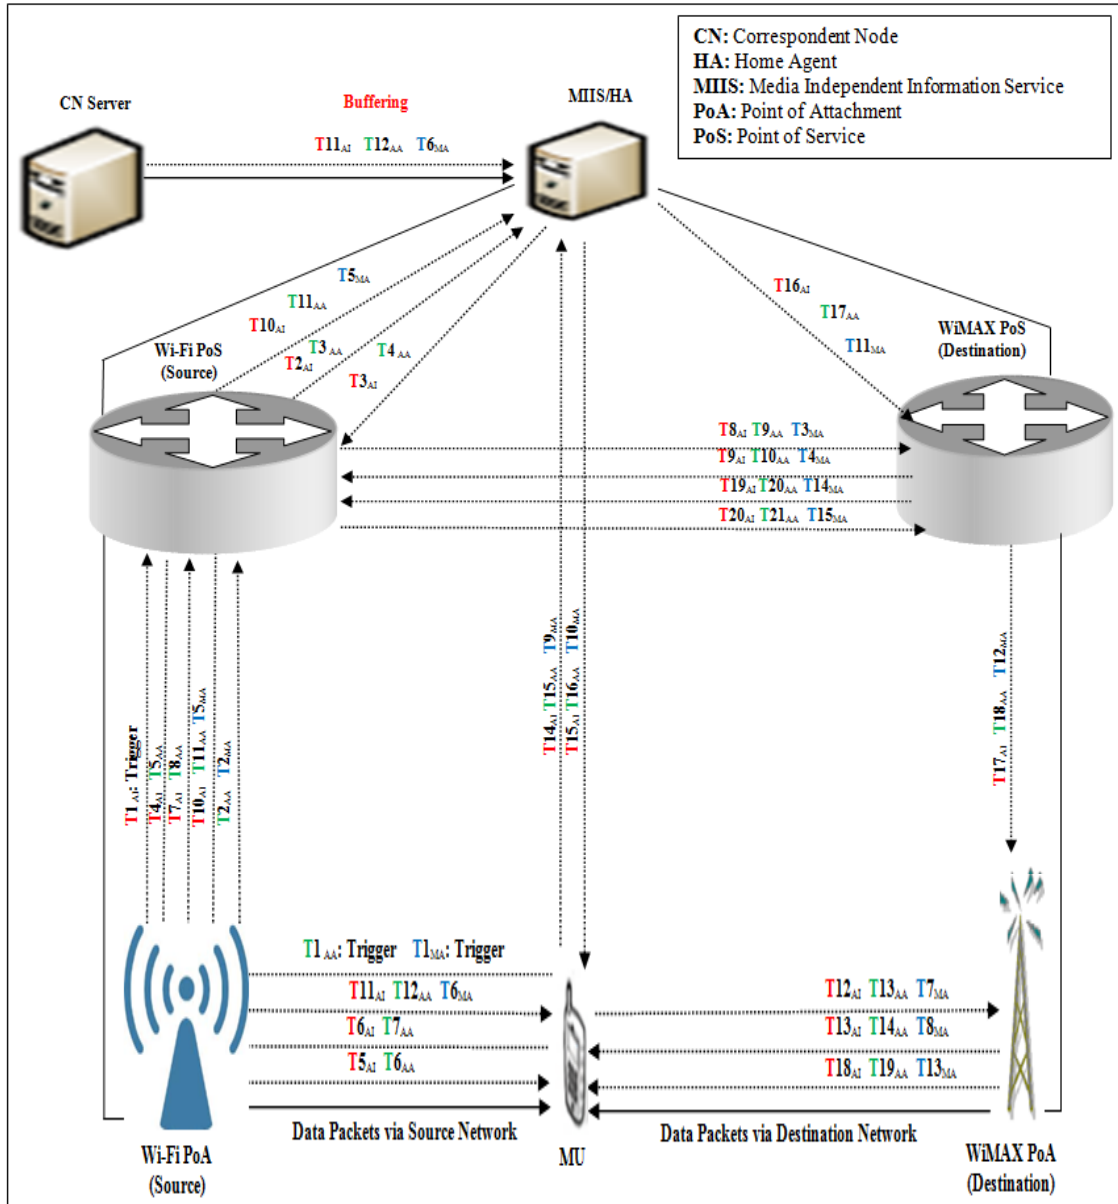 CN: Correspondent Node
HA: Home Agent
MIIS: Media Independent Information Service
PoA: Point of Attachment
PoS: Point of Service
CN Server
Buffering
MIIS/HA
T11AI T12AA T6MA
T5MA
T11AA
T10AI
T3AA
T2AI
T4AA
T3AI
T16AI
T17AA
T11MA
Wi-Fi PoS
(Source)
WiMAX PoS
(Destination)
T8AI T9AA T3MA
T9AI T10AA T4MA
T19AI T20AA T14MA
T20AI T21AA T15MA
T1AI: Trigger
T4AI T5AA
T7AI T8AA
T10AI T11AA T5MA
T2AA T2MA
T14AI T15AA T9MA
T15AI T16AA T10MA
T17AI T18AA T12MA
T1AA: Trigger T1MA: Trigger
T11AI T12AA T6MA
T6AI T7AA
T5AI T6AA
Data Packets via Source Network
T12AI T13AA T7MA
T13AI T14AA T8MA
T18AI T19AA T13MA
Data Packets via Destination Network
Wi-Fi PoA
(Source)
MU
WiMAX PoA
(Destination)